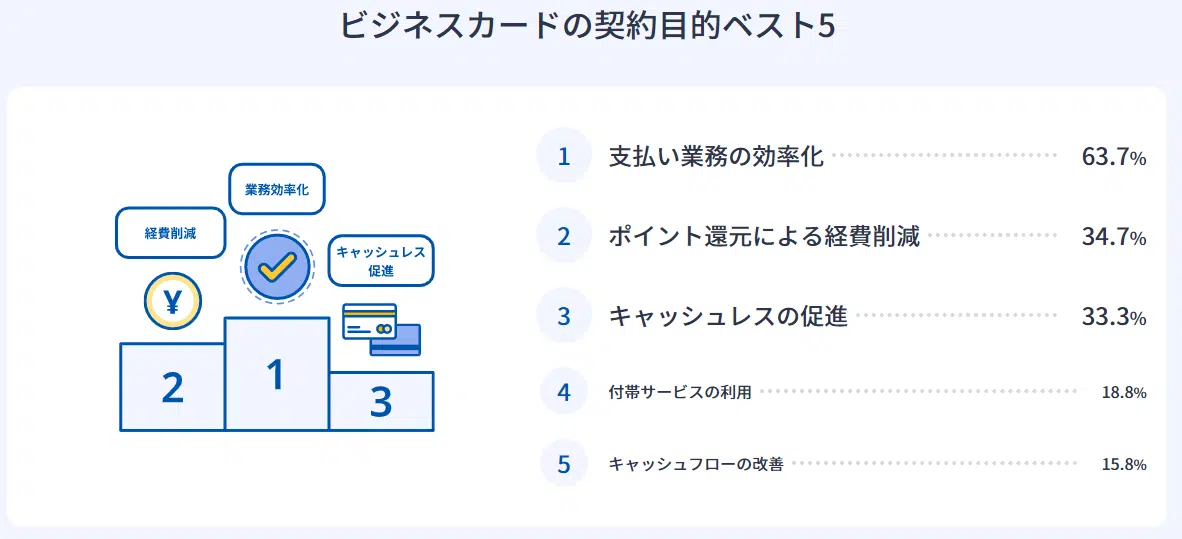 ビジネスカードの契約目的ベスト5
業務効率化
経費削減
キャッシュレス
促進
¥
1
2
3
1 支払い業務の効率化 63.7%
2 ポイント還元による経費削減 34.7%
3 キャッシュレスの促進 33.3%
4 付帯サービスの利用 18.8%
5 キャッシュフローの改善 15.8%